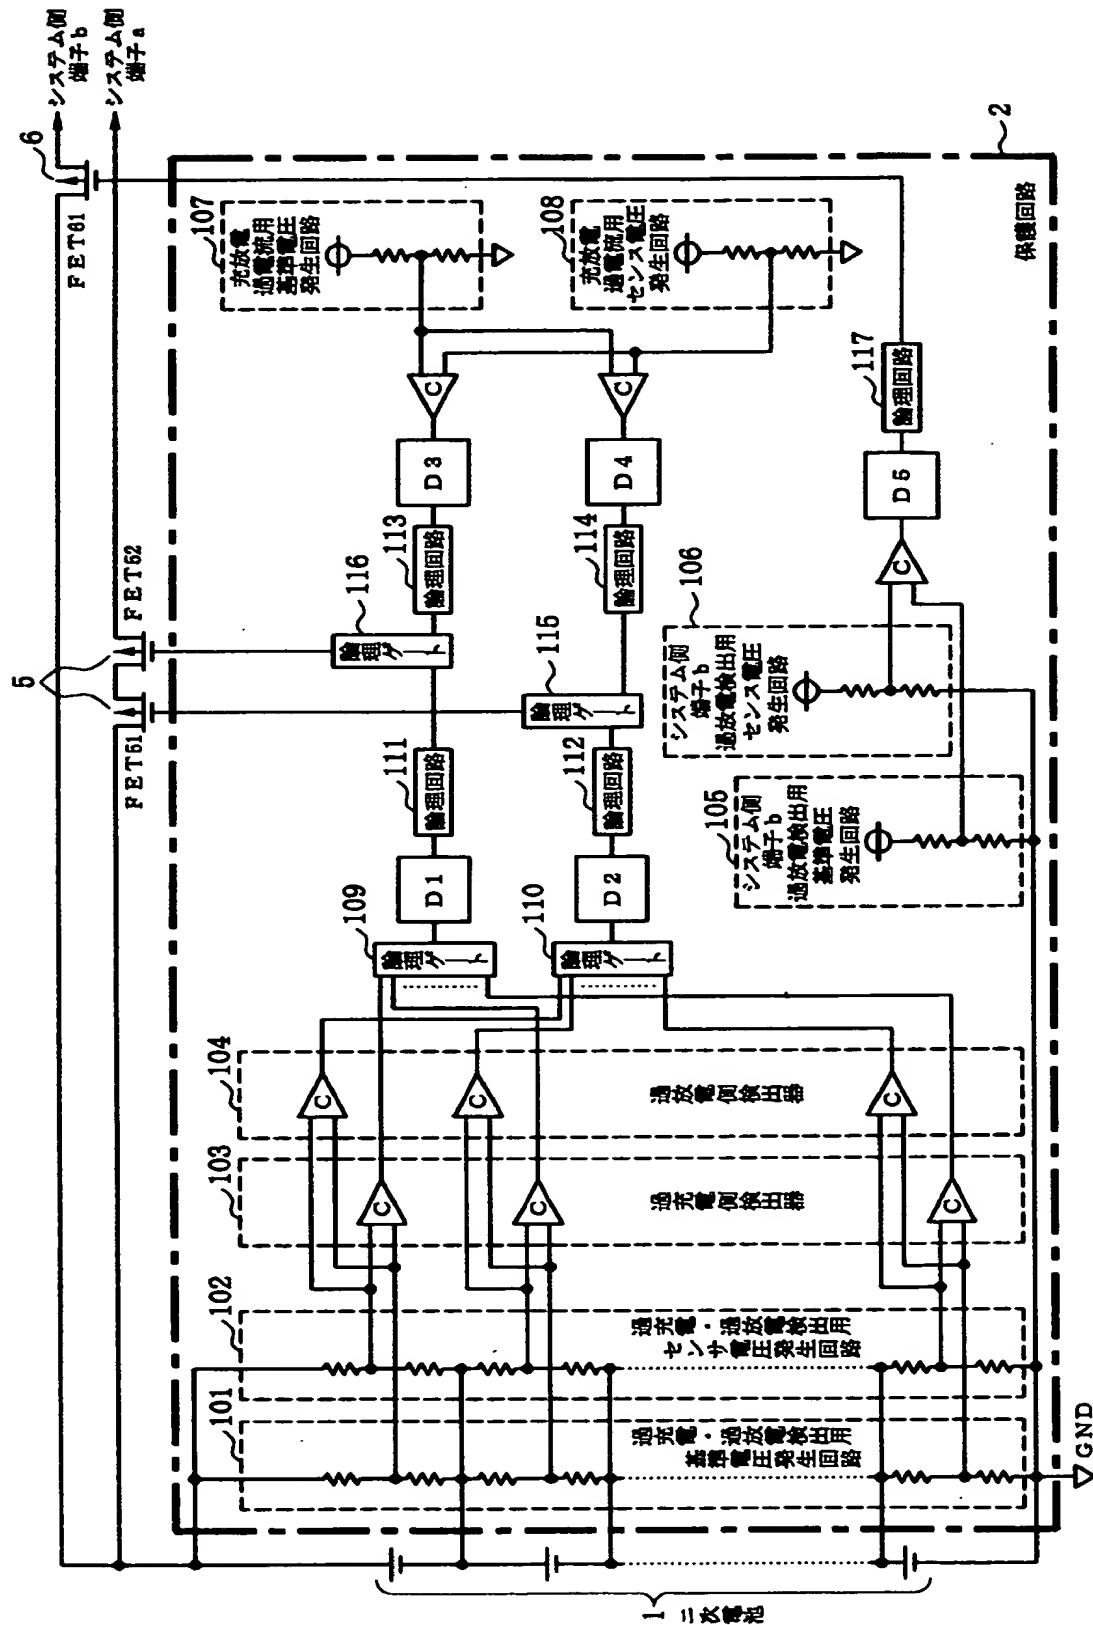 システム側
端子b
システム側
端子a
6
FET61
5
FET51
FET52
2
保護回路
107
充放電
過電流用
基準電圧
発生回路
108
充放電
過電流用
センス電圧
発生回路
C
C
D3
D4
113
論理回路
114
論理回路
116
論理ゲート
115
論理ゲート
111
論理回路
112
論理回路
D1
D2
109
論理ゲート
110
論理ゲート
117
論理回路
D5
C
106
システム側
端子b
過放電検出用
センス電圧
発生回路
105
システム側
端子b
過放電検出用
基準電圧
発生回路
104
過放電側検出器
C
C
C
103
過充電側検出器
C
C
C
102
過充電・過放電検出用
センサ電圧発生回路
101
過充電・過放電検出用
基準電圧発生回路
GND
1 二次電池